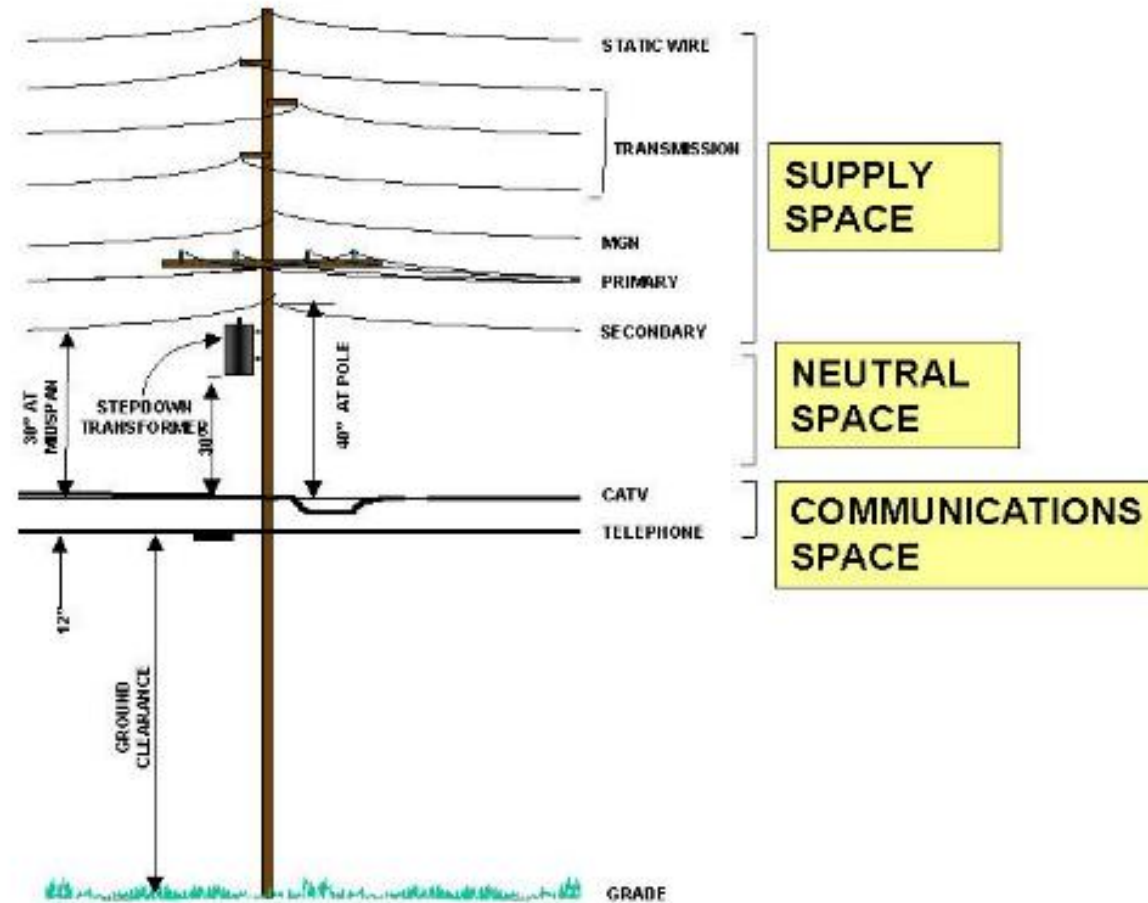 STATIC WIRE
TRANSMISSION
SUPPLY
SPACE
MGN
PRIMARY
SECONDARY
30" AT
MIDSPAN
STEPDOWN
TRANSFORMER
30"
40" AT POLE
NEUTRAL
SPACE
CATV
TELEPHONE
COMMUNICATIONS
SPACE
12"
GROUND
CLEARANCE
GRADE